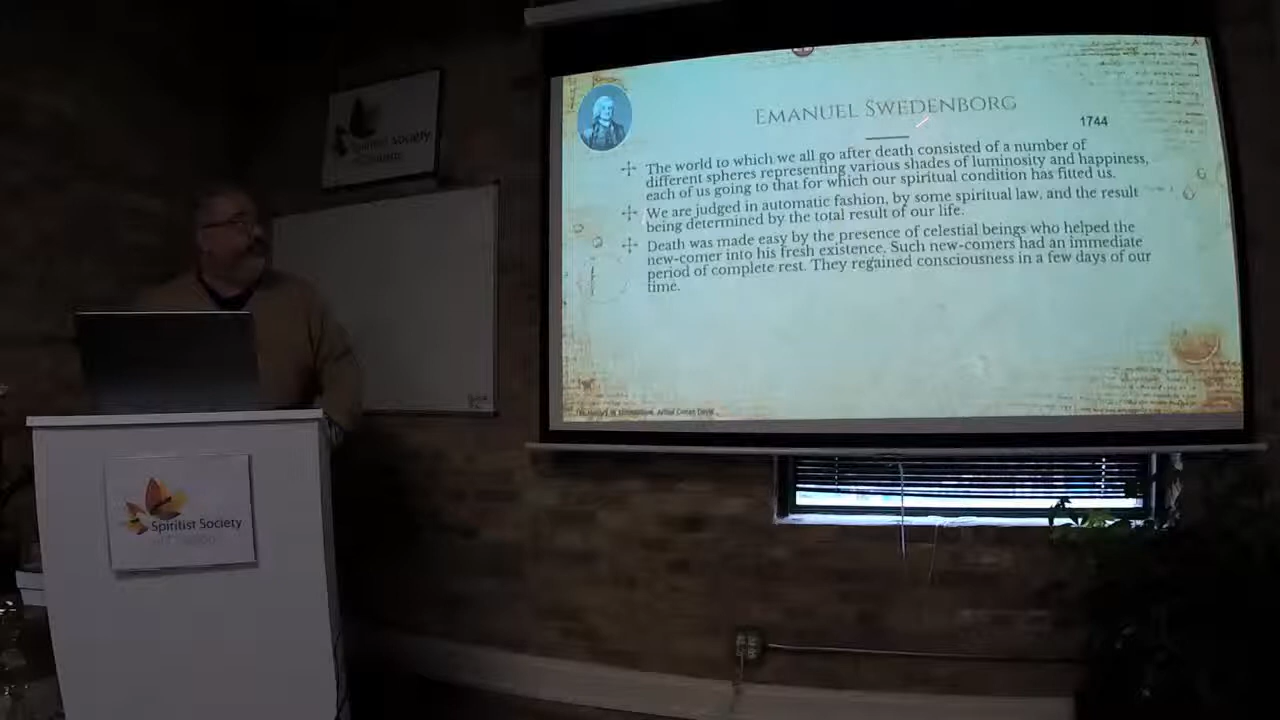 Spiritist Society
EMANUEL SWEDENBORG
1744
The world to which we all go after death consisted of a number of
different spheres representing various shades of luminosity and happiness,
each of us going to that for which our spiritual condition has fitted us.
We are judged in automatic fashion, by some spiritual law, and the result
being determined by the total result of our life.
Death was made easy by the presence of celestial beings who helped the
new-comer into his fresh existence. Such new-comers had an immediate
period of complete rest. They regained consciousness in a few days of our
time.
Spiritist Society